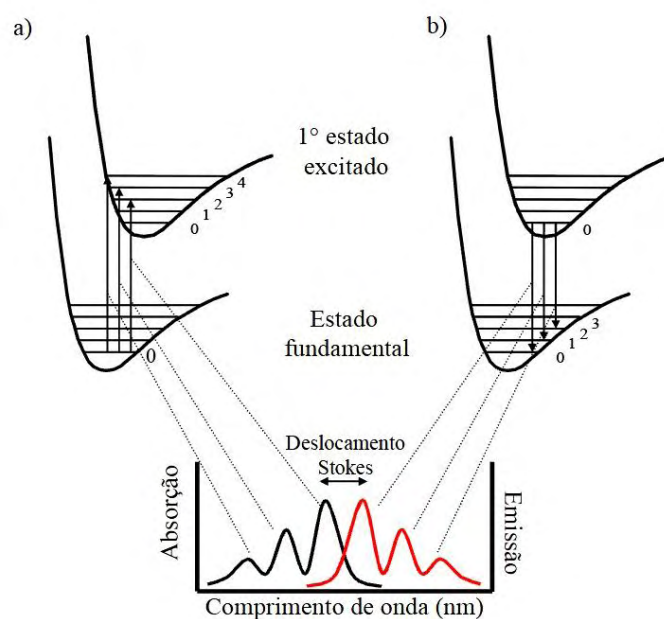 a)
b)
1° estado
excitado
0 1 2 3 4
0
Estado
fundamental
0
0 1 2 3
Deslocamento
Stokes
Absorção
Emissão
Comprimento de onda (nm)